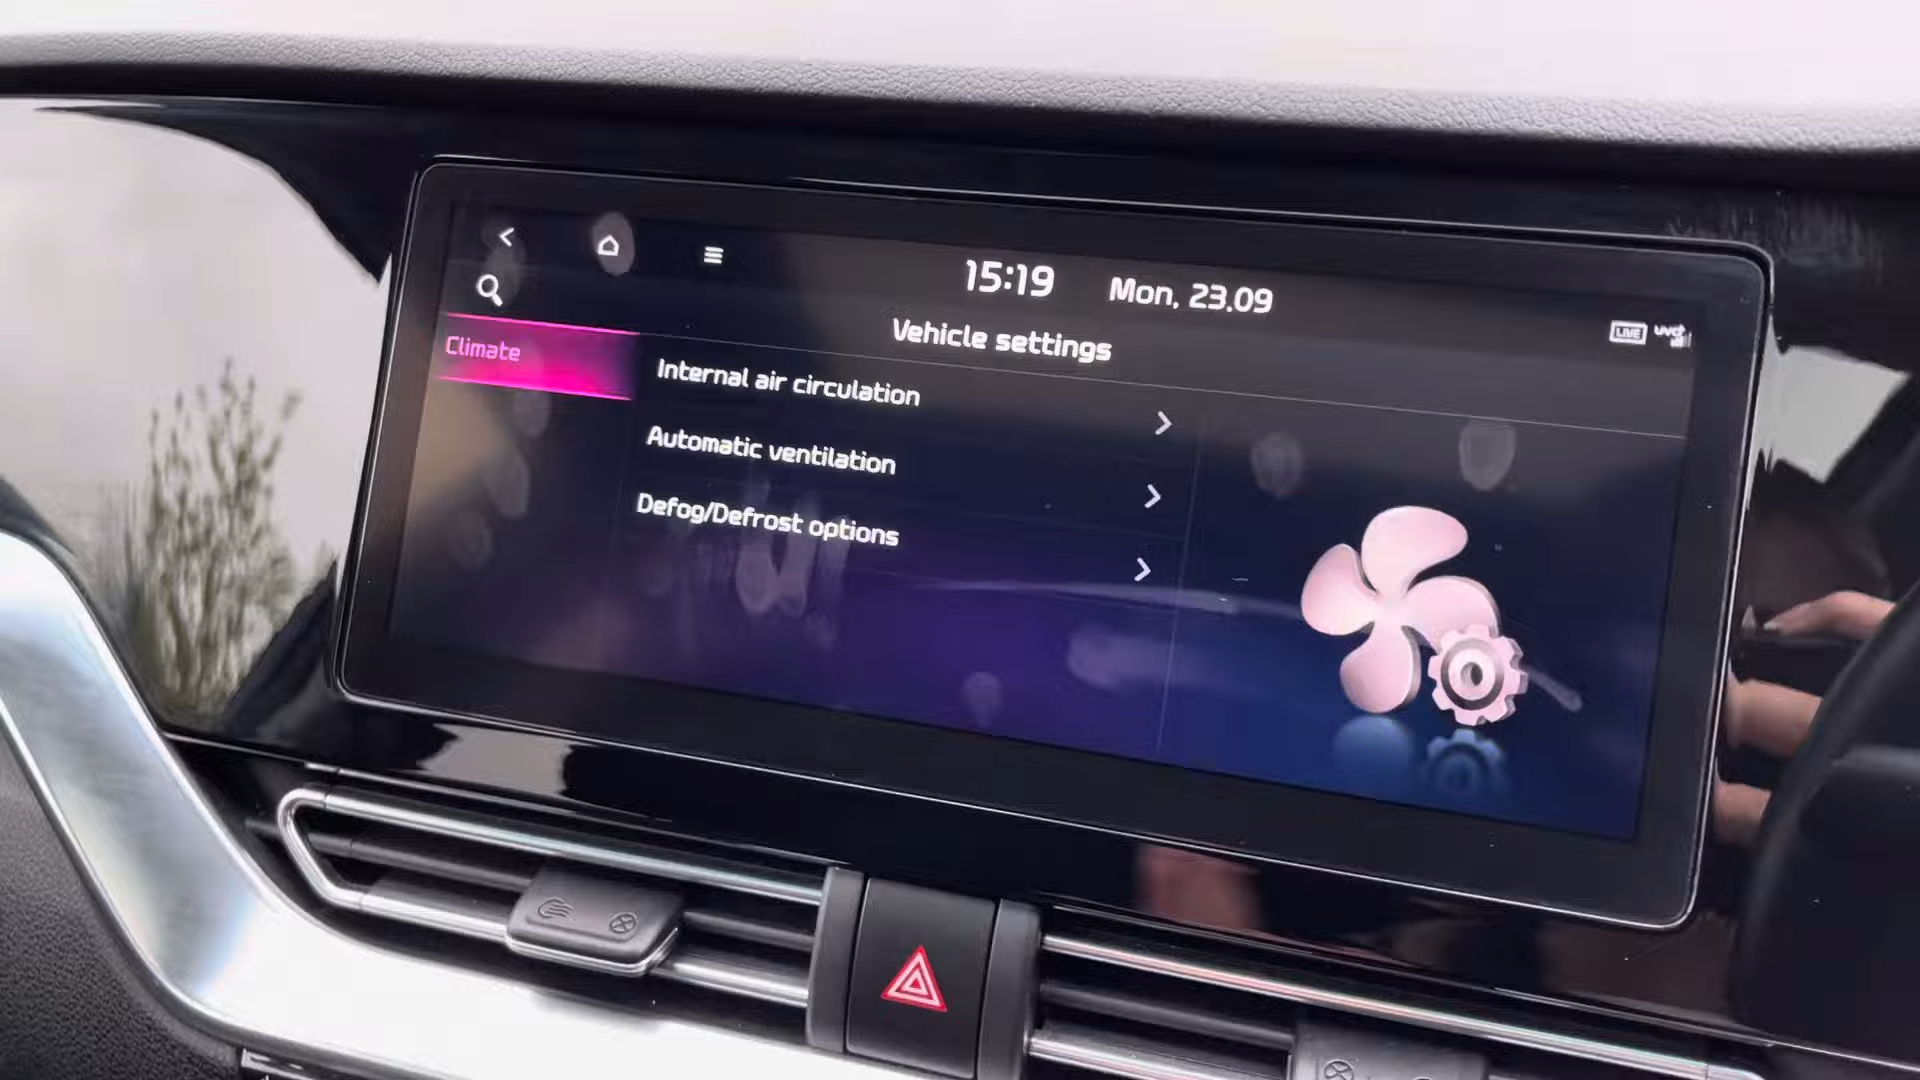 15:19 Mon, 23.09
LIVE
Vehicle settings
Climate
Internal air circulation
Automatic ventilation
Defog/Defrost options